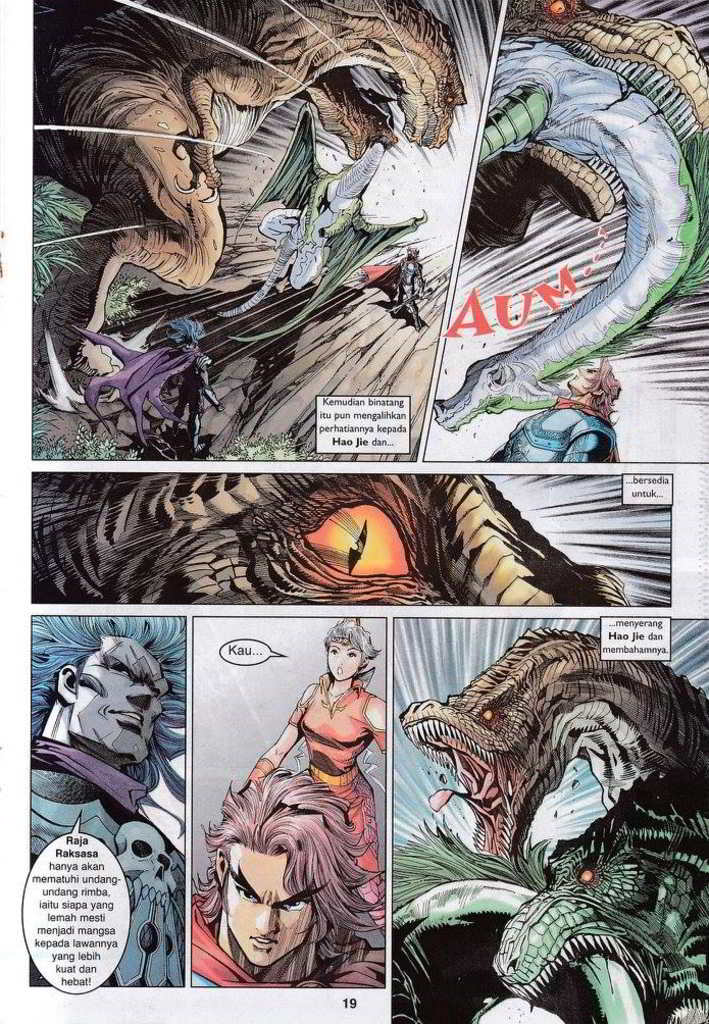 AUM...
Kemudian binatang
itu pun mengalihkan
perhatiannya kepada
Hao Jie dan...
...bersedia
untuk...
Raja
Raksasa
hanya akan
mematuhi undang-
undang rimba,
iaitu siapa yang
lemah mesti
menjadi mangsa
kepada lawannya
yang lebih
kuat dan
hebat!
Kau...
...menyerang
Hao Jie dan
membahamnya.
19